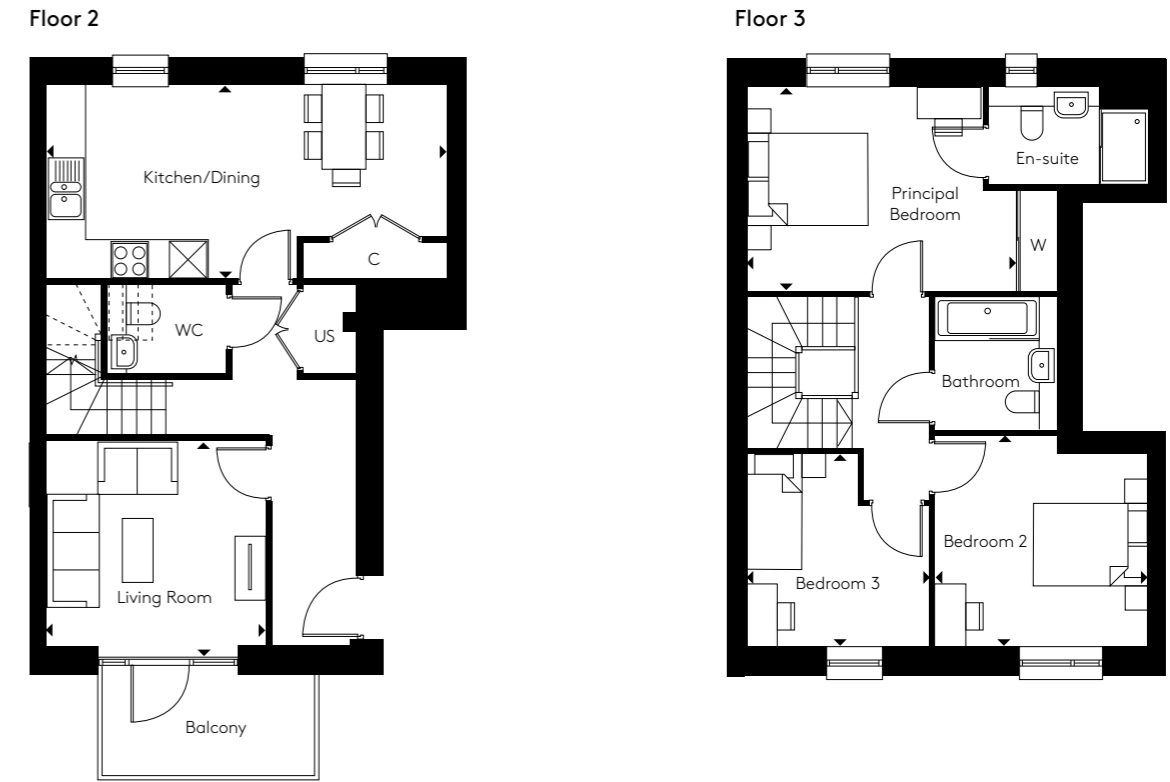 Floor 2
Kitchen/Dining
C
WC
US
Living Room
Balcony
Floor 3
En-suite
Principal
Bedroom
W
Bathroom
Bedroom 2
Bedroom 3